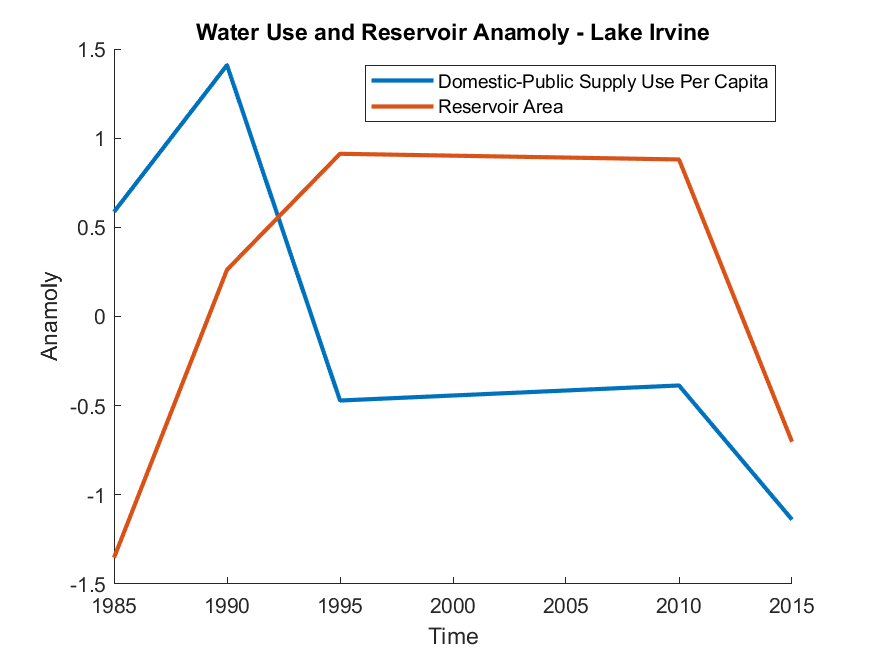 Water Use and Reservoir Anamoly - Lake Irvine
1.5
Domestic-Public Supply Use Per Capita
Reservoir Area
1
0.5
Anamoly
0
-0.5
-1
-1.5
1985 1990 1995 2000 2005 2010 2015
Time